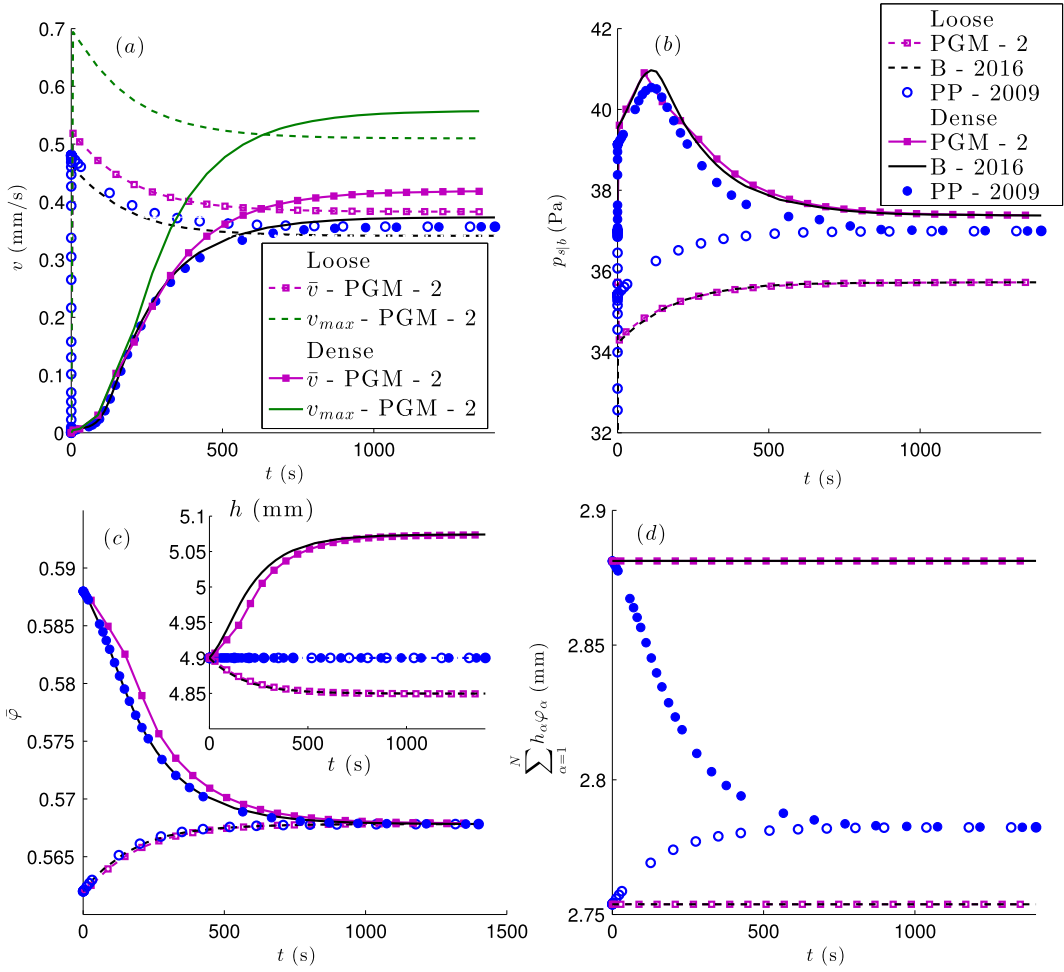 (a)
0.7
0.6
0.5
0.4
0.3
0.2
0.1
0
v (mm/s)
0 500 1000
t (s)
Loose
v̄ - PGM - 2
v_max - PGM - 2
Dense
v̄ - PGM - 2
v_max - PGM - 2
(b)
42
40
38
37
35
34
32
p_{s|b} (Pa)
0 500 1000
t (s)
Loose
PGM - 2
B - 2016
PP - 2009
Dense
PGM - 2
B - 2016
PP - 2009
(c)
0.59
0.585
0.58
0.575
0.57
0.565
φ̄
0 500 1000 1500
t (s)
h (mm)
5.1
5.05
5
4.95
4.9
4.85
0 500 1000
t (s)
(d)
2.9
2.85
2.8
2.75
∑_{α=1}^{N} h_α φ_α (mm)
0 500 1000
t (s)